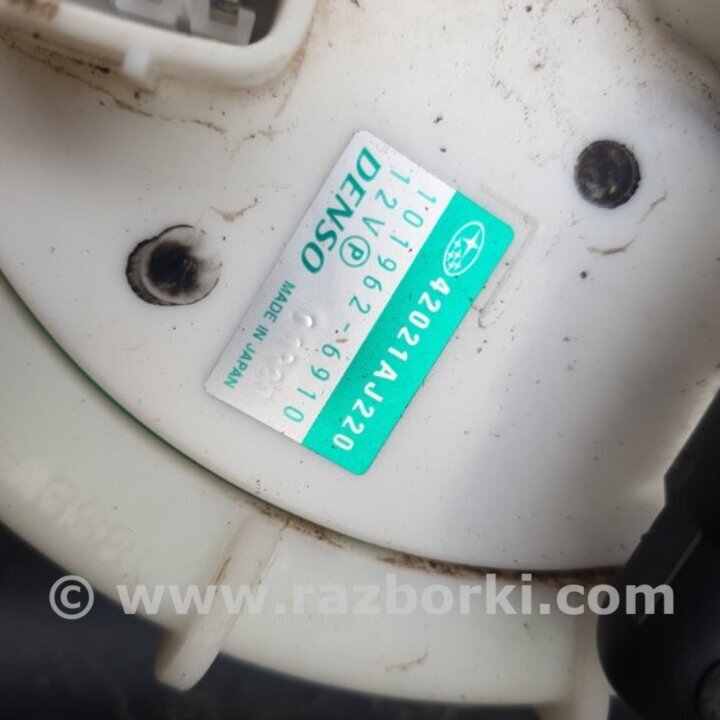 42021AJ220
101962-6910
12V P
DENSO
MADE IN JAPAN
© www.razborki.com